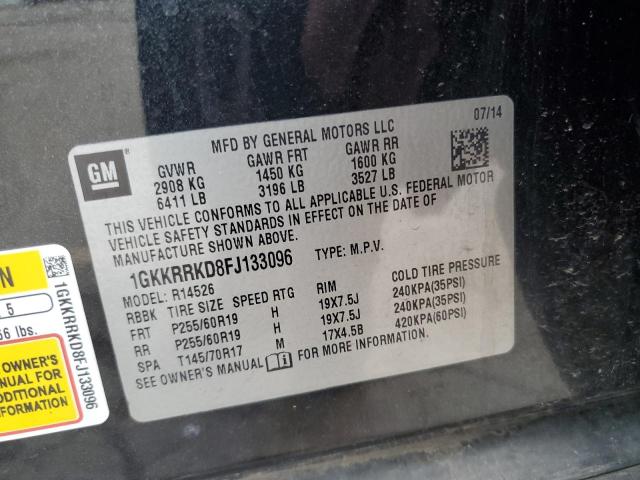 MFD BY GENERAL MOTORS LLC 07/14
GM
GVWR GAWR FRT GAWR RR
2908 KG 1450 KG 1600 KG
6411 LB 3196 LB 3527 LB
THIS VEHICLE CONFORMS TO ALL APPLICABLE U.S. FEDERAL MOTOR
VEHICLE SAFETY STANDARDS IN EFFECT ON THE DATE OF
MANUFACTURE SHOWN ABOVE.
1GKKRRKD8FJ133096 TYPE: M.P.V.
MODEL: R14526
RBBK TIRE SIZE SPEED RTG RIM COLD TIRE PRESSURE
FRT P255/60R19 H 19X7.5J 240KPA(35PSI)
RR P255/60R19 H 19X7.5J 240KPA(35PSI)
SPA T145/70R17 M 17X4.5B 420KPA(60PSI)
SEE OWNER'S MANUAL FOR MORE INFORMATION.
N
5
66 lbs.
OWNER'S
NUAL FOR
DDITIONAL
ORMATION
1GKKRRKD8FJ133096